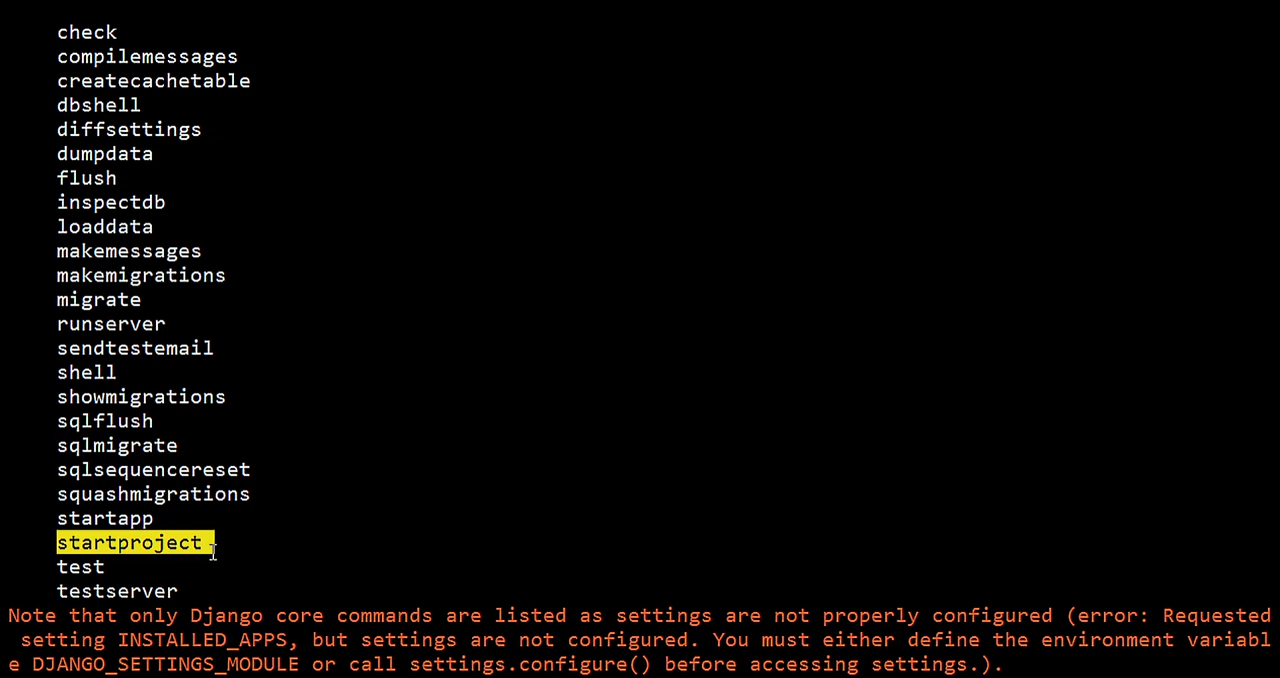 check
compilemessages
createcachetable
dbshell
diffsettings
dumpdata
flush
inspectdb
loaddata
makemessages
makemigrations
migrate
runserver
sendtestemail
shell
showmigrations
sqlflush
sqlmigrate
sqlsequencereset
squashmigrations
startapp
startproject
test
testserver
Note that only Django core commands are listed as settings are not properly configured (error: Requested
 setting INSTALLED_APPS, but settings are not configured. You must either define the environment variabl
e DJANGO_SETTINGS_MODULE or call settings.configure() before accessing settings.).